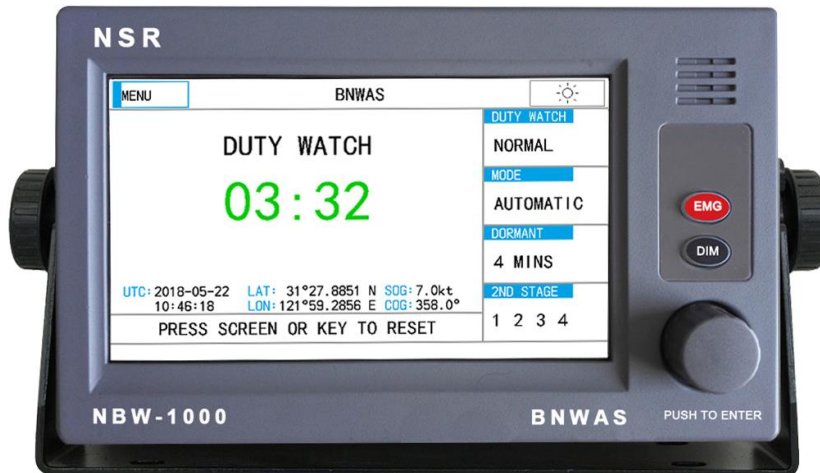 NSR
MENU
BNWAS
DUTY WATCH
03:32
UTC: 2018-05-22 LAT: 31°27.8851 N SOG: 7.0kt
10:46:18 LON: 121°59.2856 E COG: 358.0°
PRESS SCREEN OR KEY TO RESET
DUTY WATCH
NORMAL
MODE
AUTOMATIC
DORMANT
4 MINS
2ND STAGE
1 2 3 4
EMG
DIM
NBW-1000
BNWAS
PUSH TO ENTER